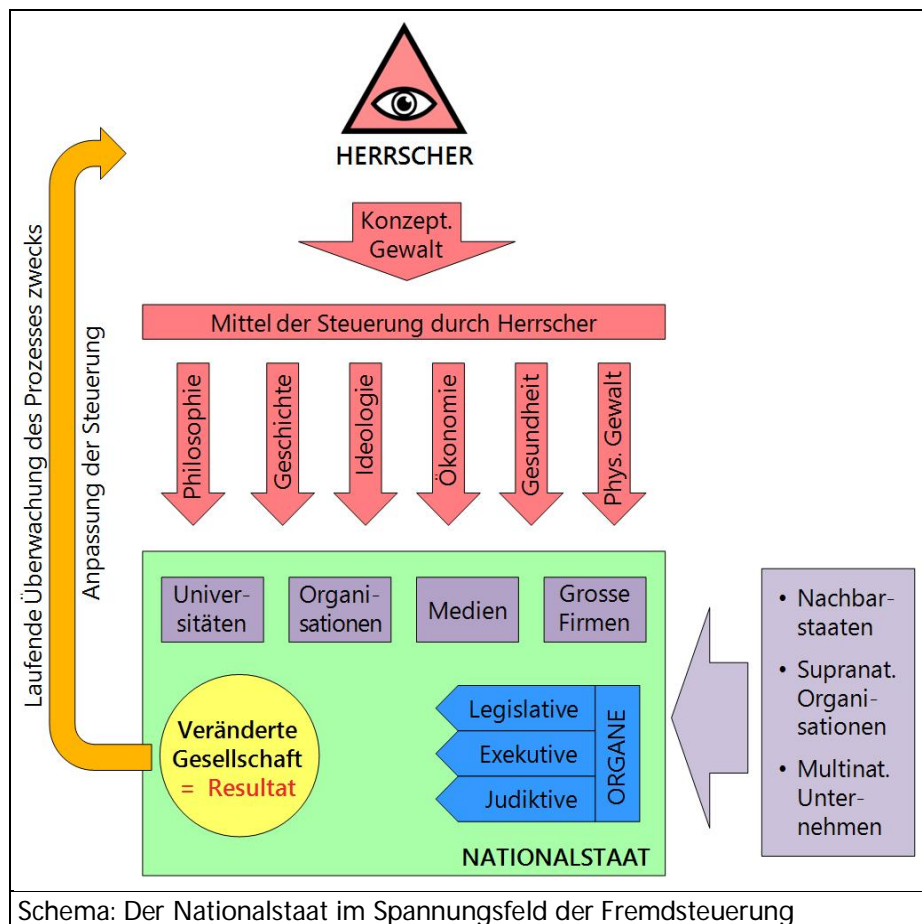 HERRSCHER
Konzept.
Gewalt
Mittel der Steuerung durch Herrscher
Philosophie
Geschichte
Ideologie
Ökonomie
Gesundheit
Phys. Gewalt
Laufende Überwachung des Prozesses zwecks
Anpassung der Steuerung
Univer-
sitäten
Organi-
sationen
Medien
Grosse
Firmen
Veränderte
Gesellschaft
= Resultat
Legislative
Exekutive
Judiktive
ORGANE
NATIONALSTAAT
• Nachbar-
staaten
• Supranat.
Organi-
sationen
• Multinat.
Unter-
nehmen
Schema: Der Nationalstaat im Spannungsfeld der Fremdsteuerung